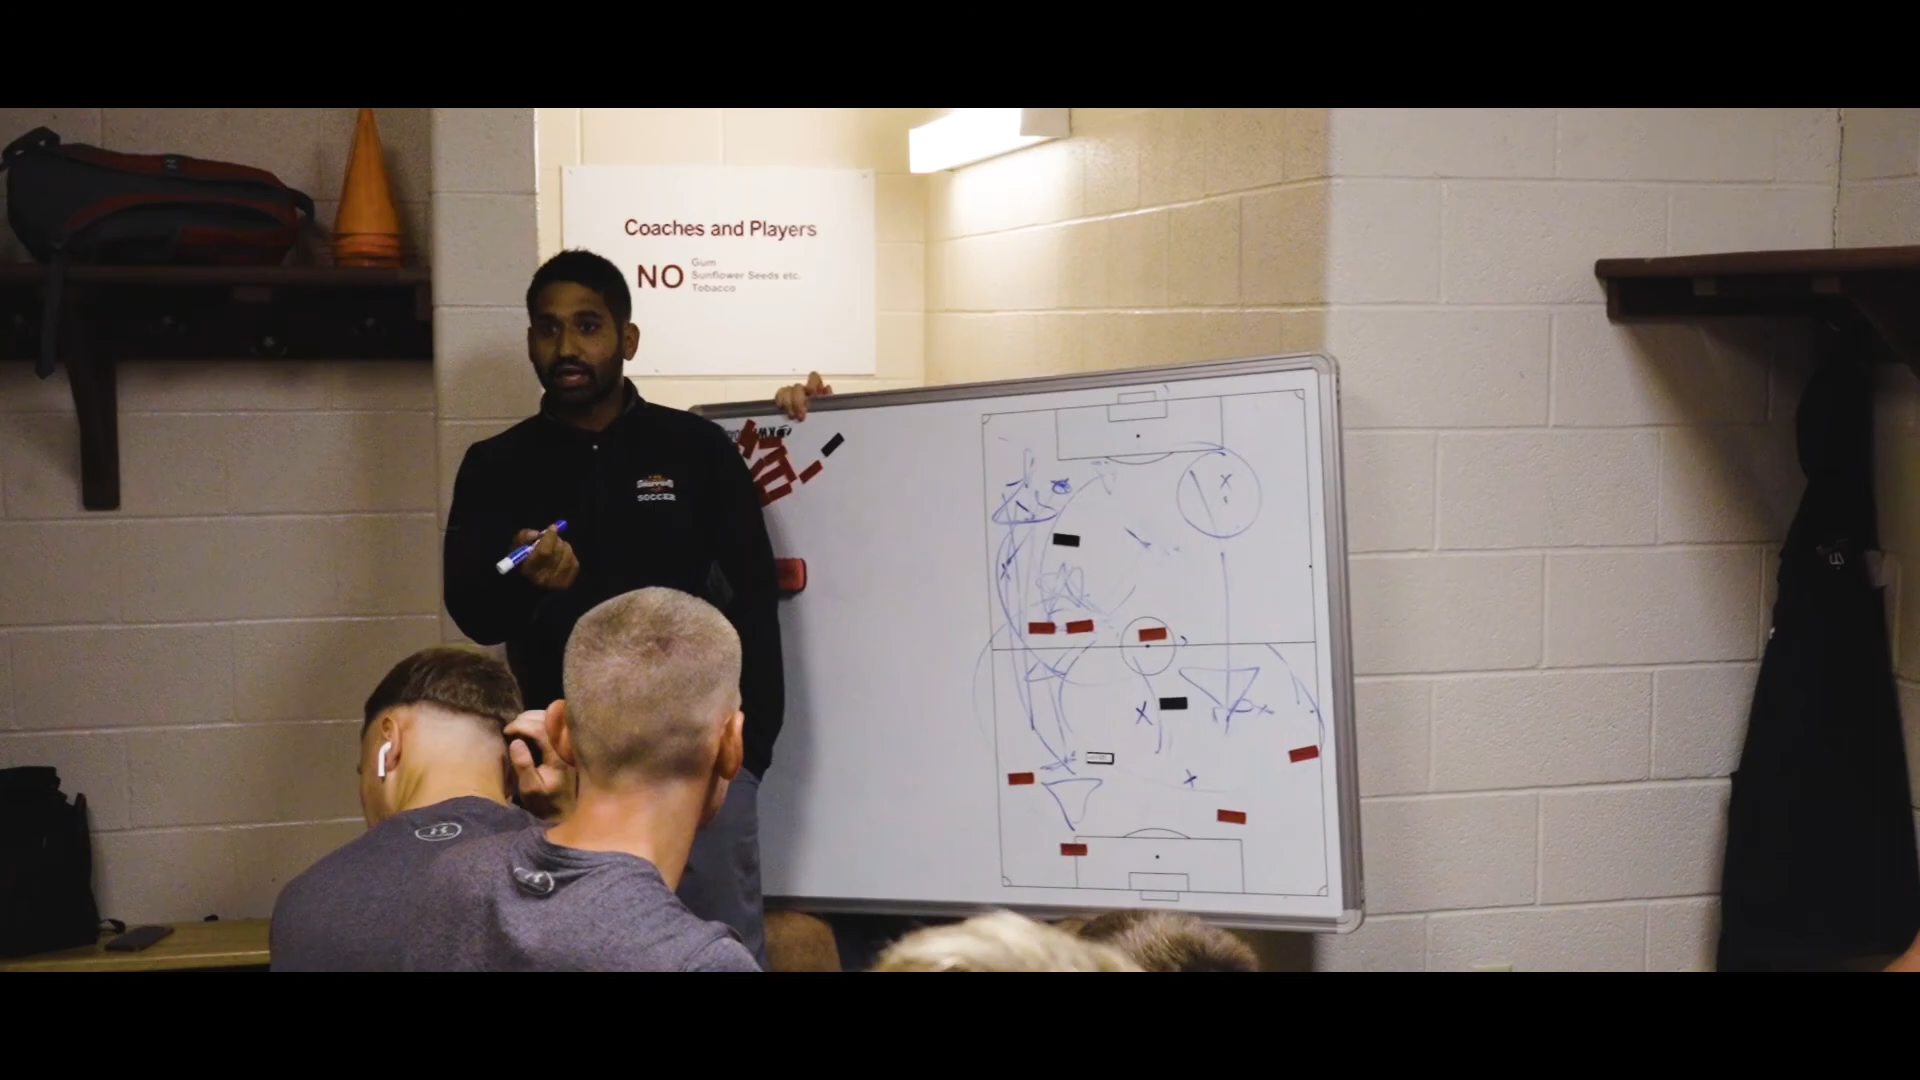 Coaches and Players
NO
Gum
Sunflower Seeds etc.
Tobacco
SOCCER